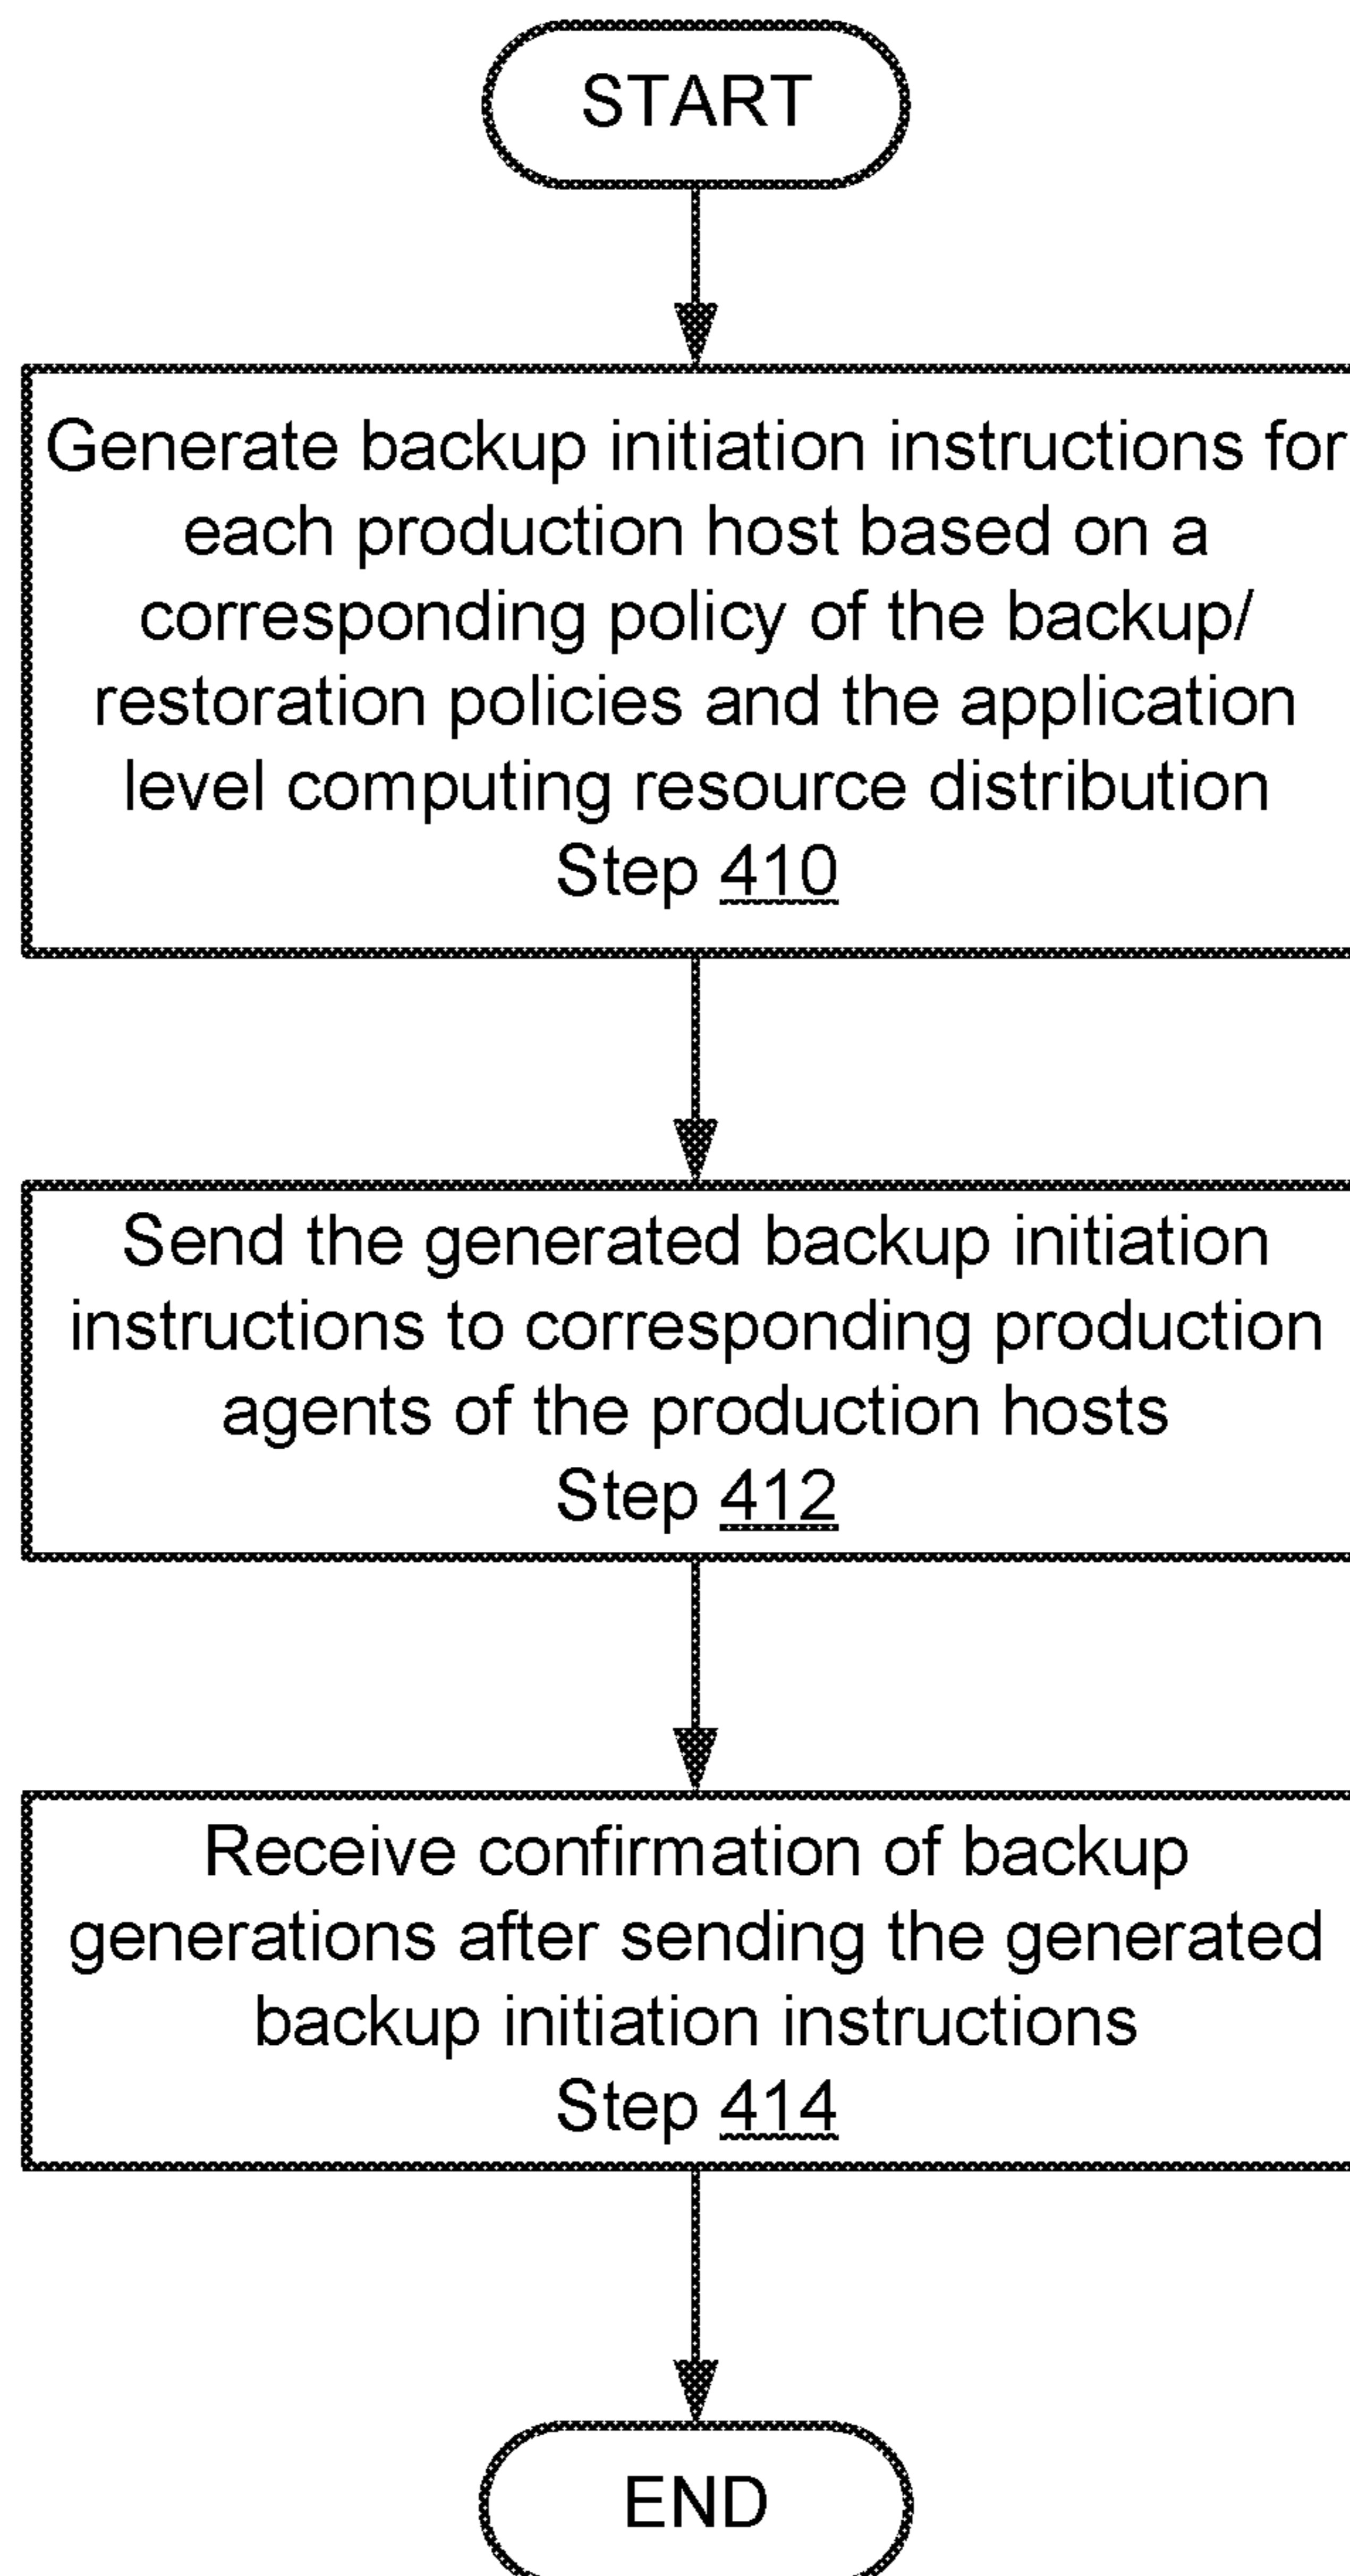 START
Generate backup initiation instructions for
each production host based on a
corresponding policy of the backup/
restoration policies and the application
level computing resource distribution
Step 410
Send the generated backup initiation
instructions to corresponding production
agents of the production hosts
Step 412
Receive confirmation of backup
generations after sending the generated
backup initiation instructions
Step 414
END